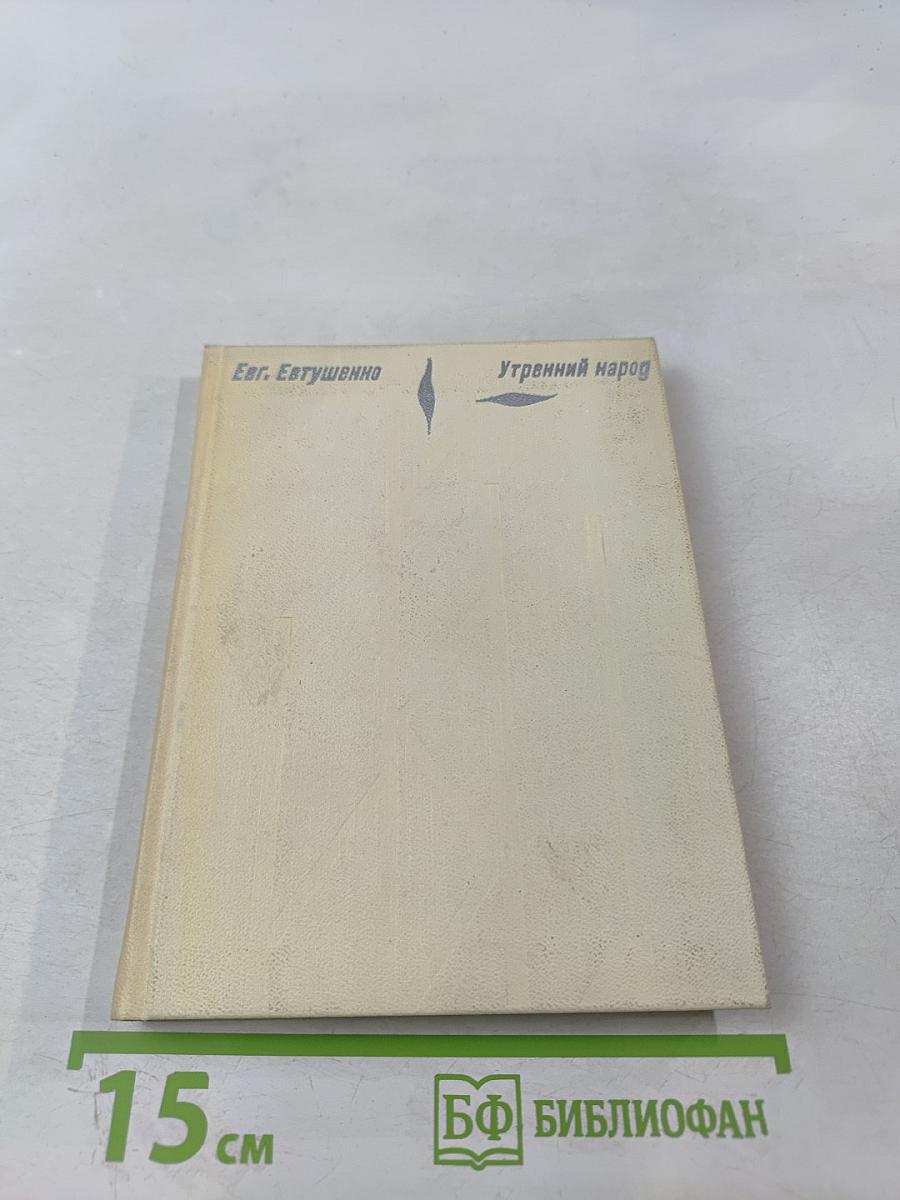 Евг. Евтушенко
Утренний народ
15 см
БФ БИБЛИОФАН